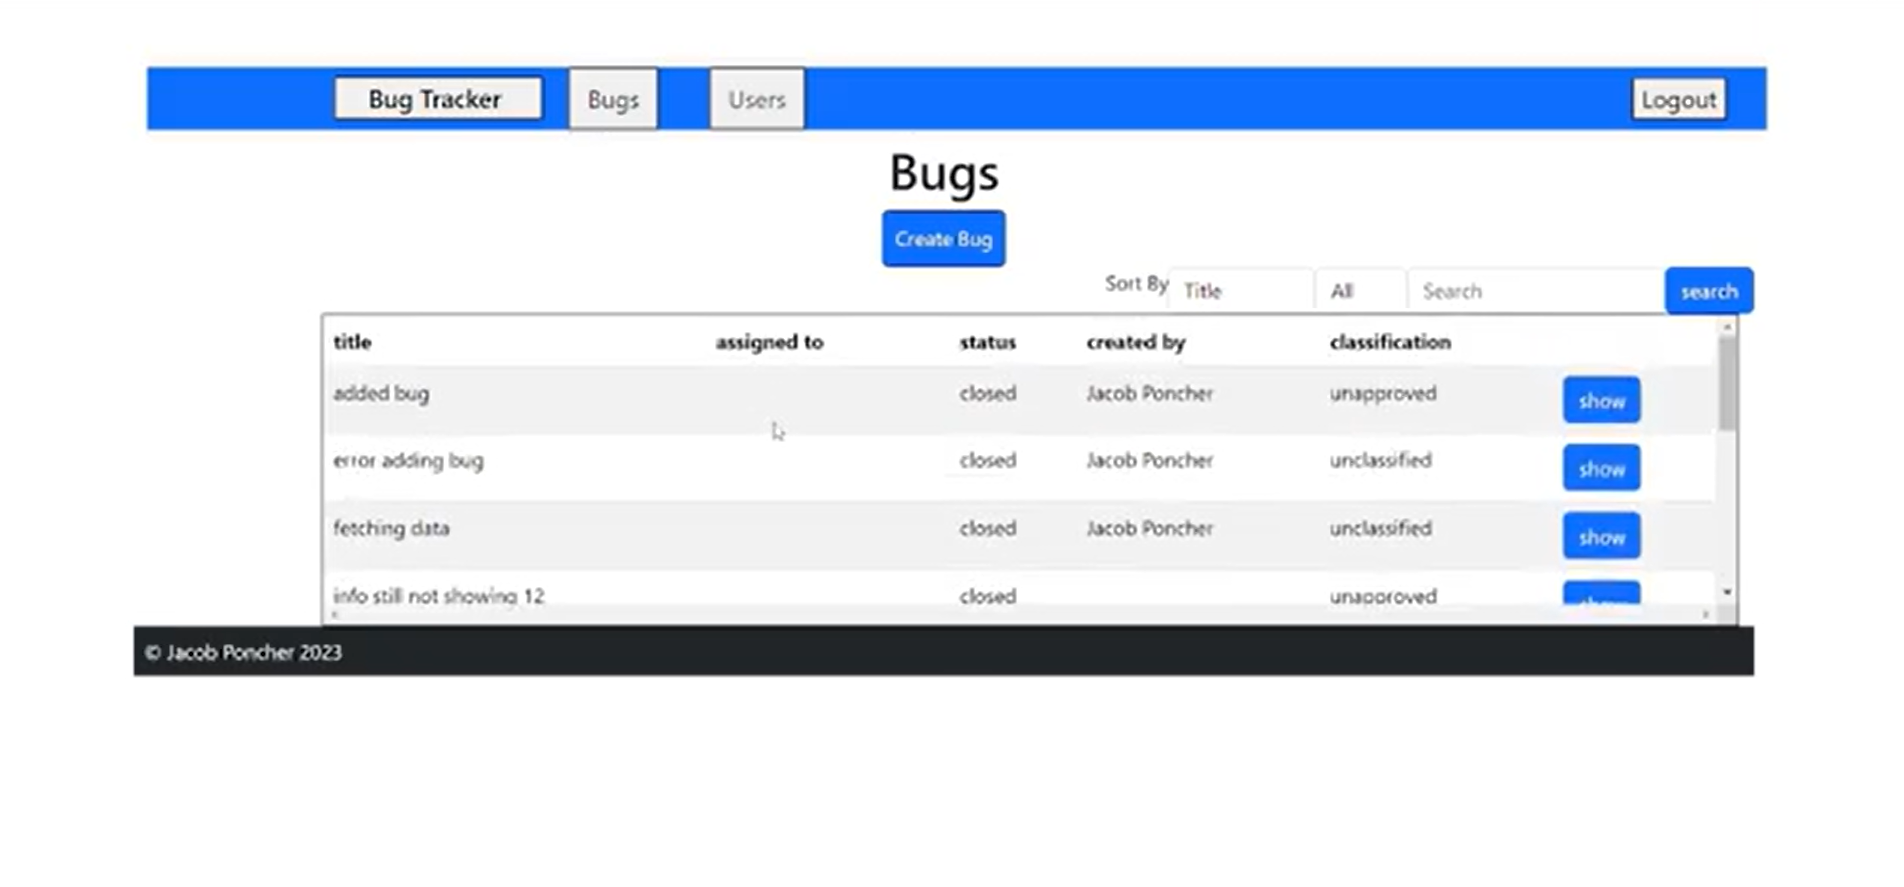 Bug Tracker Bugs Users Logout
Bugs
Create Bug
Sort By Title All Search search
title assigned to status created by classification
added bug closed Jacob Poncher unapproved show
error adding bug closed Jacob Poncher unclassified show
fetching data closed Jacob Poncher unclassified show
info still not showing 12 closed unapproved show
© Jacob Poncher 2023